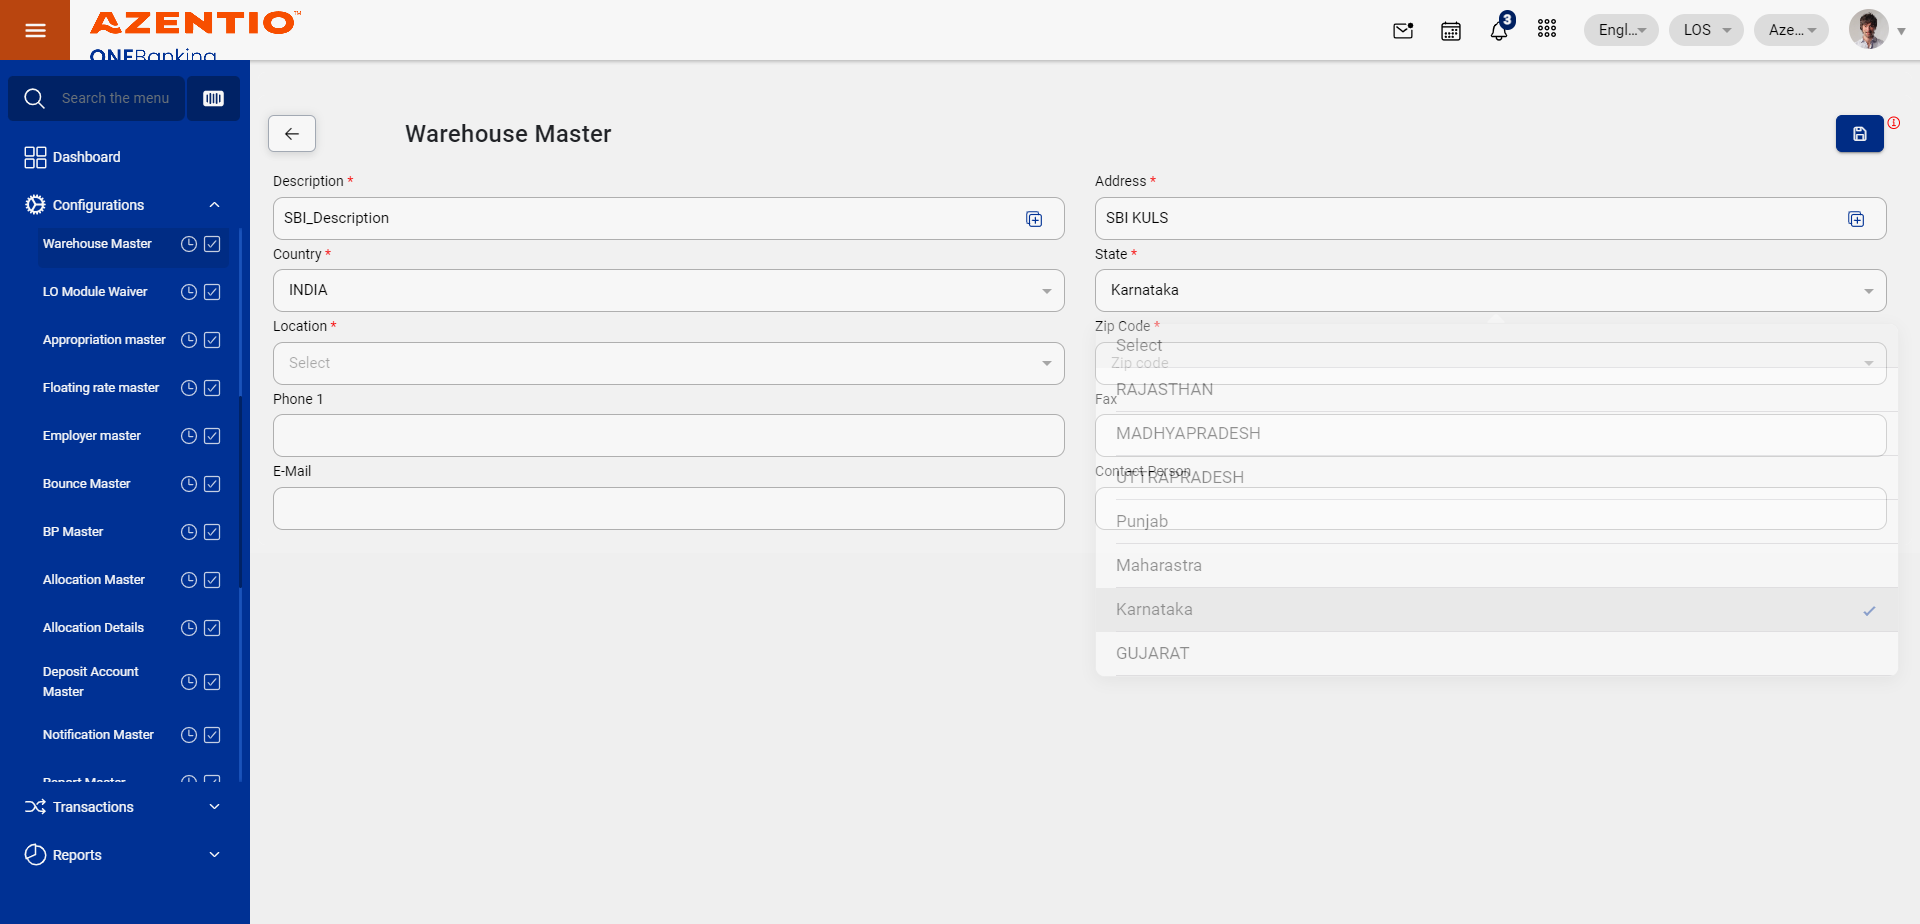 AZENTIO™
ONEBanking
3
Engl...
LOS
Aze...
Search the menu
Dashboard
Configurations
Warehouse Master
LO Module Waiver
Appropriation master
Floating rate master
Employer master
Bounce Master
BP Master
Allocation Master
Allocation Details
Deposit Account
Master
Notification Master
Report Master
Transactions
Reports
Warehouse Master
Description *
SBI_Description
Address *
SBI KULS
Country *
INDIA
State *
Karnataka
Location *
Select
Zip Code *
Zip code
Phone 1
Fax
E-Mail
Contact Person
Select
RAJASTHAN
MADHYAPRADESH
UTTRAPRADESH
Punjab
Maharastra
Karnataka
GUJARAT